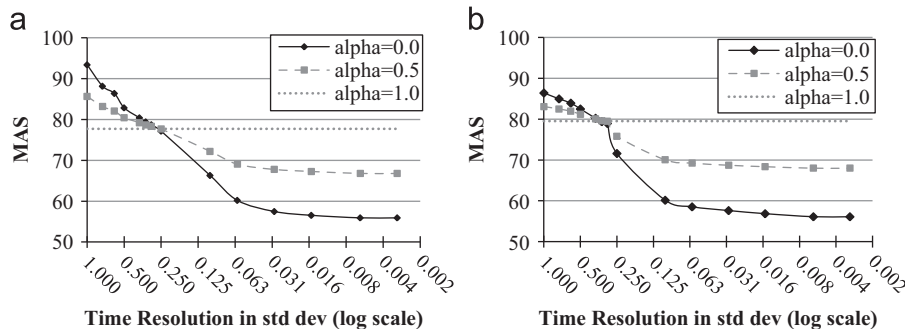 a
100
90
80
70
60
50
MAS
alpha=0.0
alpha=0.5
alpha=1.0
1.000
0.500
0.250
0.125
0.063
0.031
0.016
0.008
0.004
0.002
Time Resolution in std dev (log scale)
b
100
90
80
70
60
50
MAS
alpha=0.0
alpha=0.5
alpha=1.0
1.000
0.500
0.250
0.125
0.063
0.031
0.016
0.008
0.004
0.002
Time Resolution in std dev (log scale)